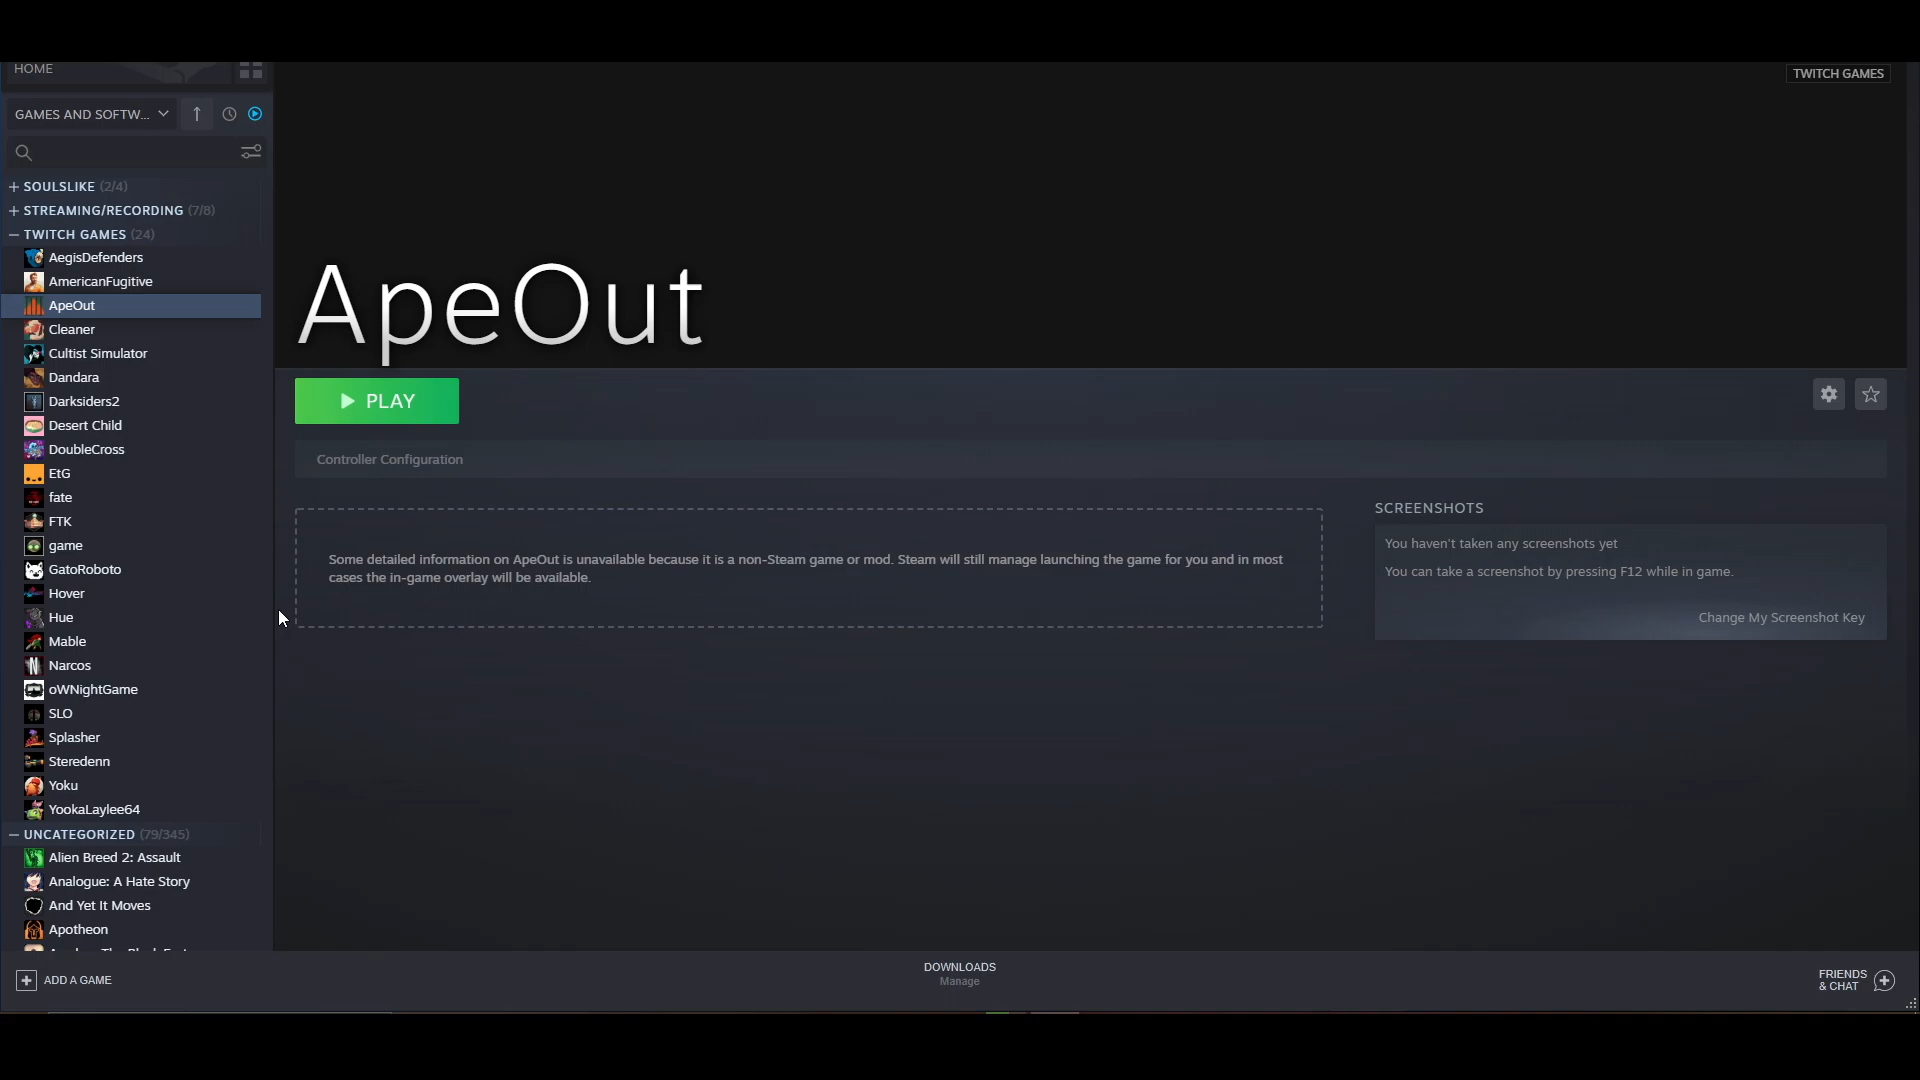 HOME
TWITCH GAMES
GAMES AND SOFTW...
SOULSLIKE (2/4)
STREAMING/RECORDING (7/8)
TWITCH GAMES (24)
AegisDefenders
AmericanFugitive
ApeOut
Cleaner
Cultist Simulator
Dandara
Darksiders2
Desert Child
DoubleCross
EtG
fate
FTK
game
GatoRoboto
Hover
Hue
Mable
Narcos
oWNightGame
SLO
Splasher
Steredenn
Yoku
YookaLaylee64
UNCATEGORIZED (79/345)
Alien Breed 2: Assault
Analogue: A Hate Story
And Yet It Moves
Apotheon
ApeOut
PLAY
Controller Configuration
Some detailed information on ApeOut is unavailable because it is a non-Steam game or mod. Steam will still manage launching the game for you and in most
cases the in-game overlay will be available.
SCREENSHOTS
You haven't taken any screenshots yet
You can take a screenshot by pressing F12 while in game.
Change My Screenshot Key
ADD A GAME
DOWNLOADS
Manage
FRIENDS
& CHAT